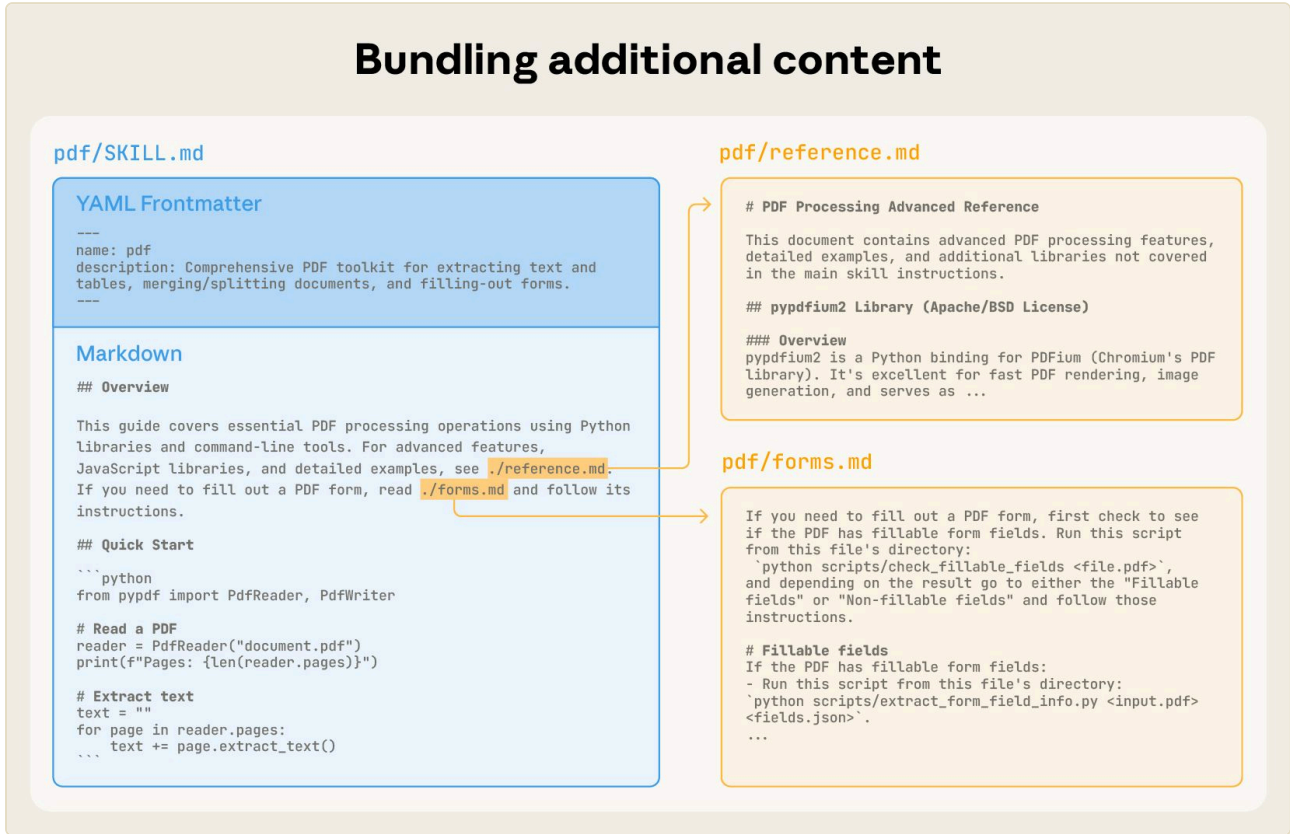 Bundling additional content
pdf/SKILL.md
YAML Frontmatter
---
name: pdf
description: Comprehensive PDF toolkit for extracting text and
tables, merging/splitting documents, and filling-out forms.
---
Markdown
## Overview
This guide covers essential PDF processing operations using Python
libraries and command-line tools. For advanced features,
JavaScript libraries, and detailed examples, see ./reference.md.
If you need to fill out a PDF form, read ./forms.md and follow its
instructions.
## Quick Start
```python
from pypdf import PdfReader, PdfWriter
# Read a PDF
reader = PdfReader("document.pdf")
print(f"Pages: {len(reader.pages)}")
# Extract text
text = ""
for page in reader.pages:
    text += page.extract_text()
```
pdf/reference.md
# PDF Processing Advanced Reference
This document contains advanced PDF processing features,
detailed examples, and additional libraries not covered
in the main skill instructions.
## pypdfium2 Library (Apache/BSD License)
### Overview
pypdfium2 is a Python binding for PDFium (Chromium's PDF
library). It's excellent for fast PDF rendering, image
generation, and serves as ...
pdf/forms.md
If you need to fill out a PDF form, first check to see
if the PDF has fillable form fields. Run this script
from this file's directory:
`python scripts/check_fillable_fields <file.pdf>`,
and depending on the result go to either the "Fillable
fields" or "Non-fillable fields" and follow those
instructions.
# Fillable fields
If the PDF has fillable form fields:
- Run this script from this file's directory:
`python scripts/extract_form_field_info.py <input.pdf>
<fields.json>`.
...